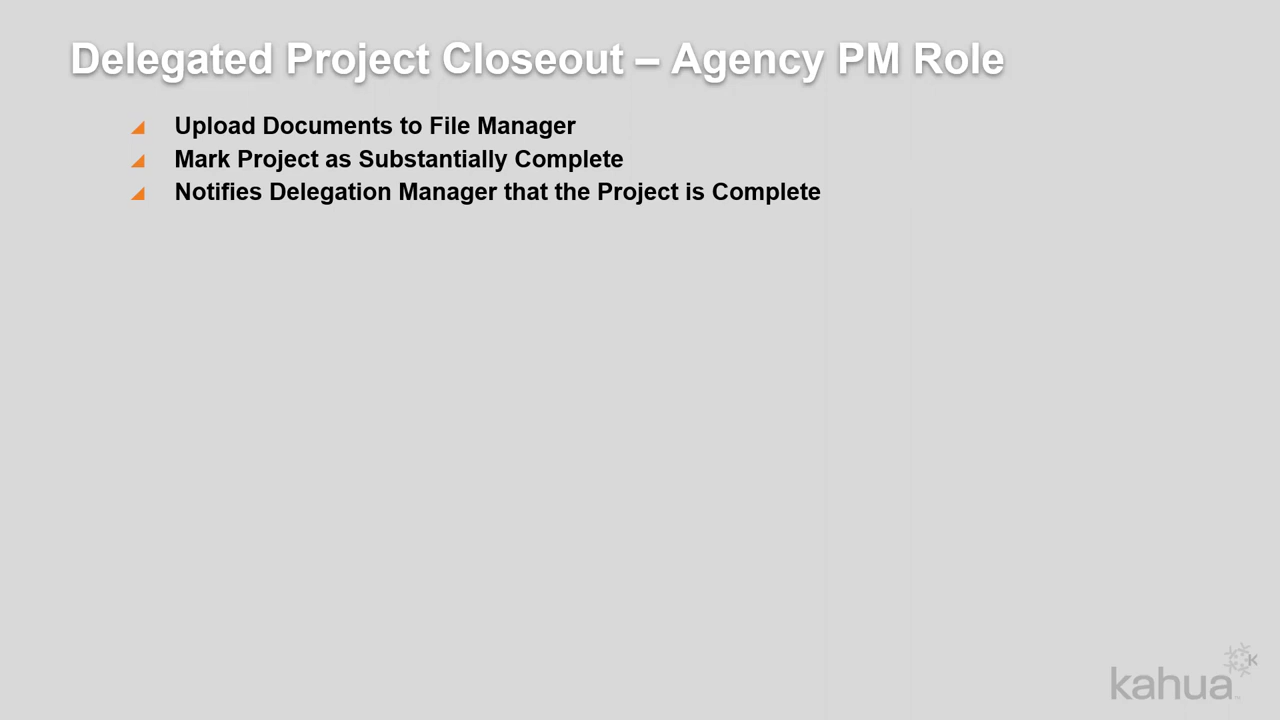 Delegated Project Closeout – Agency PM Role
Upload Documents to File Manager
Mark Project as Substantially Complete
Notifies Delegation Manager that the Project is Complete
K
kahua